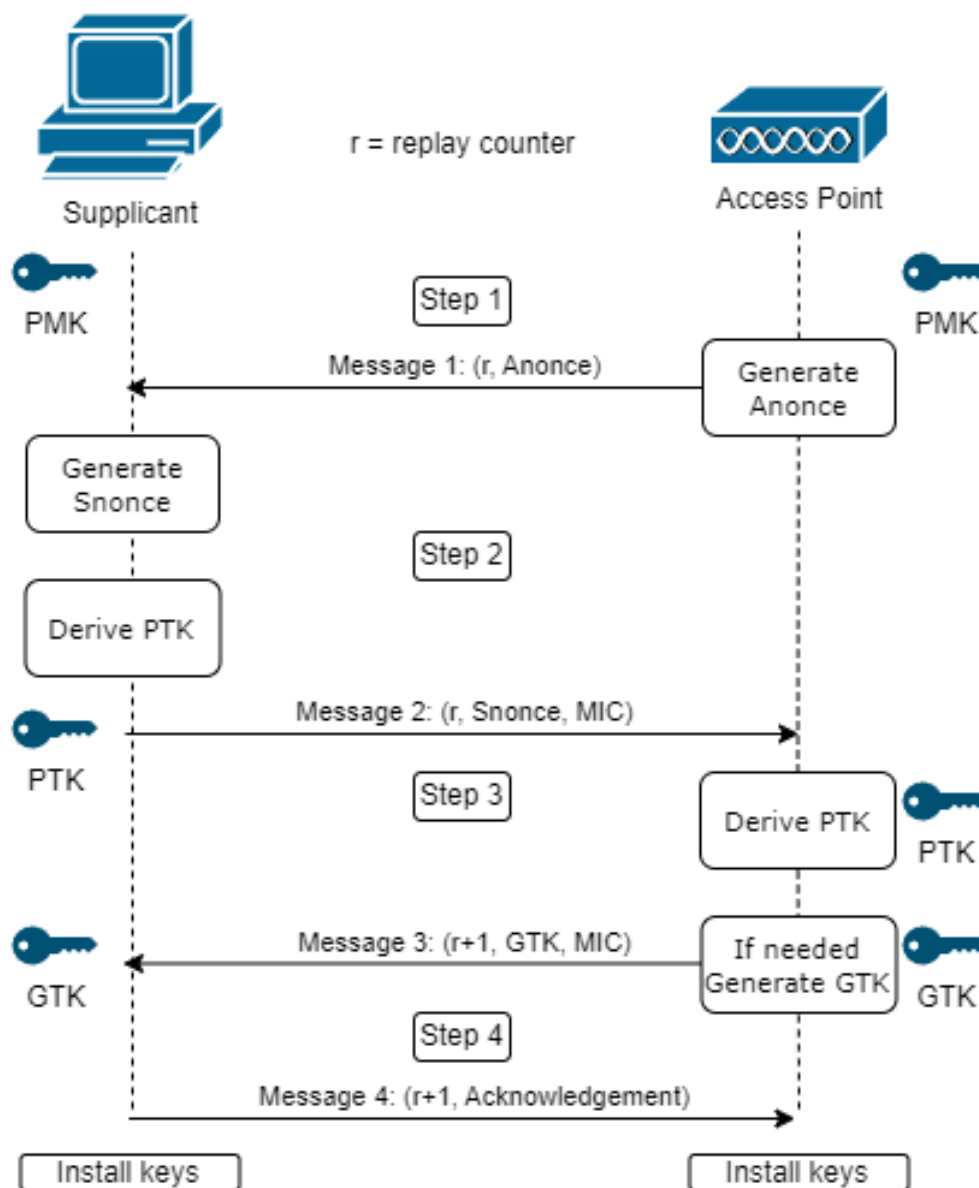 r = replay counter
Supplicant
Access Point
PMK
Step 1
PMK
Message 1: (r, Anonce)
Generate
Anonce
Generate
Snonce
Step 2
Derive PTK
Message 2: (r, Snonce, MIC)
PTK
Step 3
Derive PTK
PTK
Message 3: (r+1, GTK, MIC)
If needed
Generate GTK
GTK
GTK
Step 4
Message 4: (r+1, Acknowledgement)
Install keys
Install keys